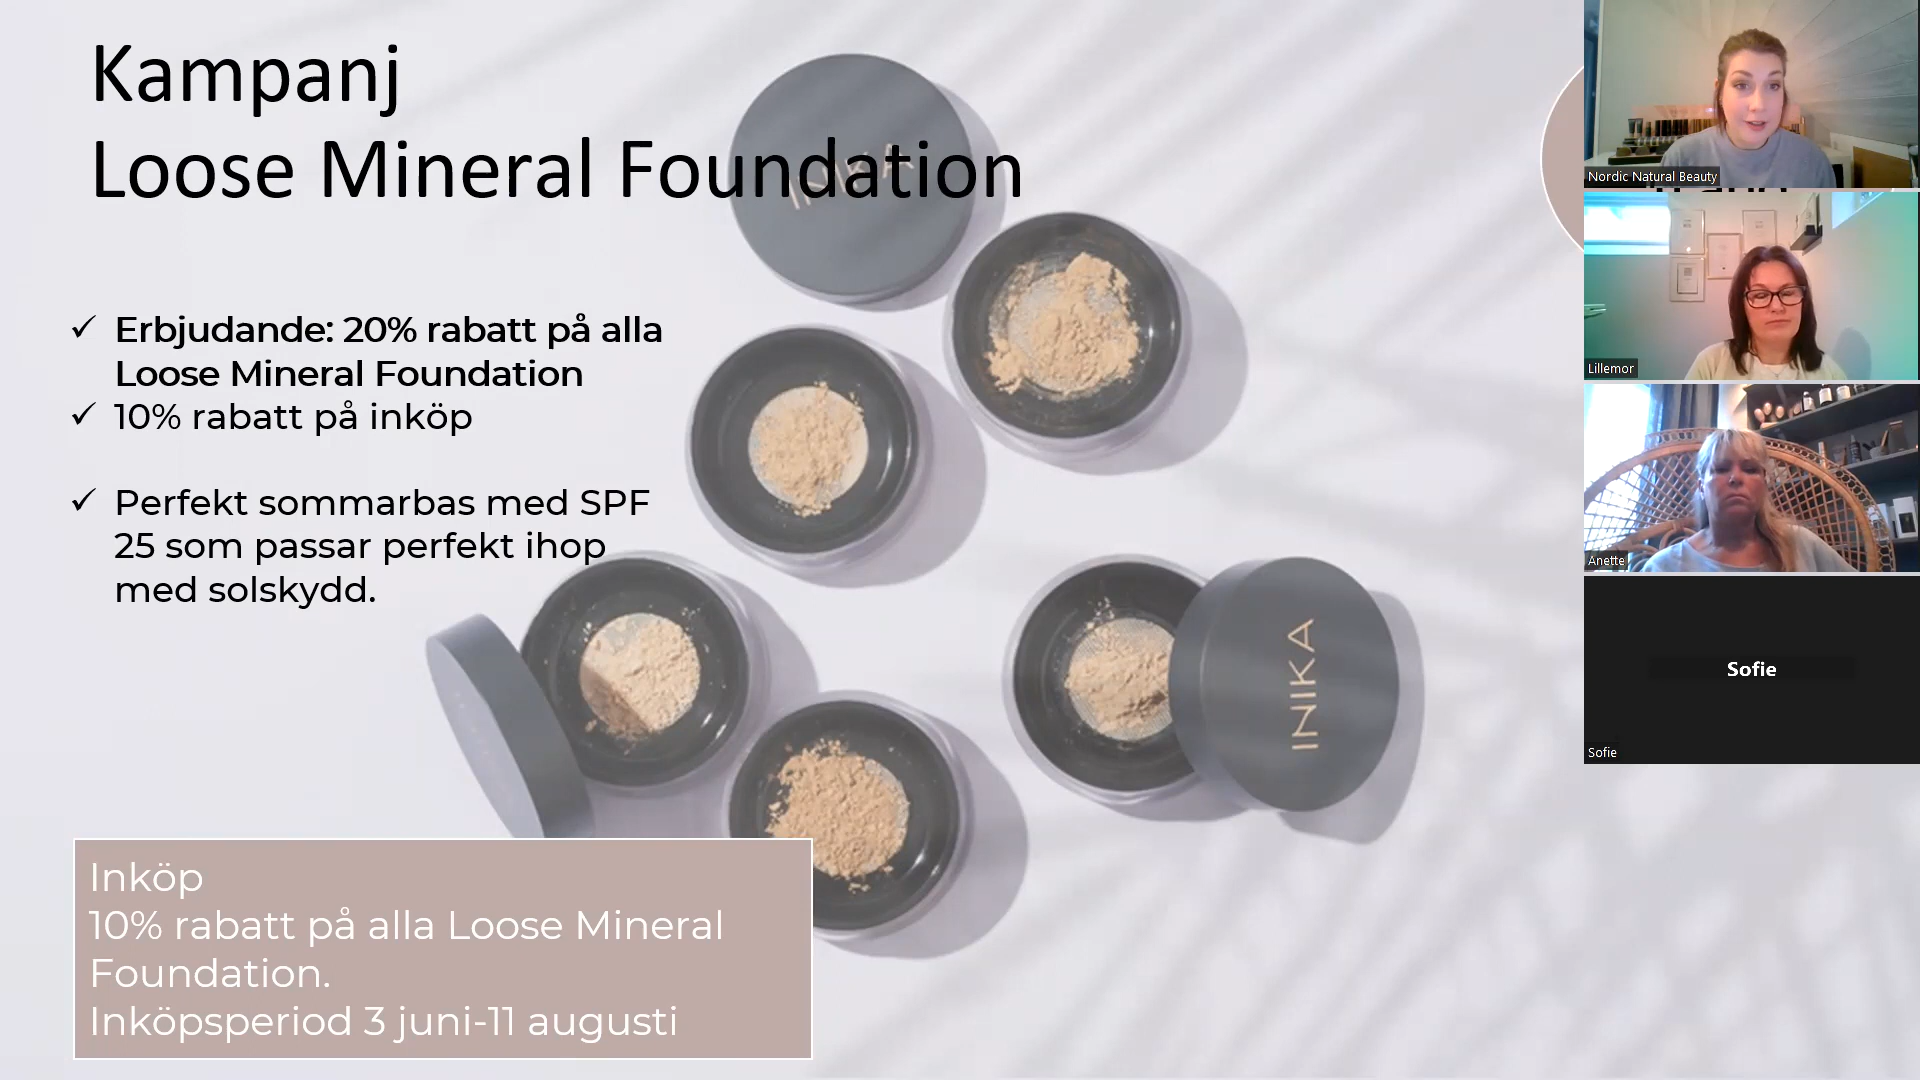 Kampanj
Loose Mineral Foundation
INIKA
✓ Erbjudande: 20% rabatt på alla
Loose Mineral Foundation
✓ 10% rabatt på inköp
✓ Perfekt sommarbas med SPF
25 som passar perfekt ihop
med solskydd.
INIKA
Inköp
10% rabatt på alla Loose Mineral
Foundation.
Inköpsperiod 3 juni-11 augusti
Nordic Natural Beauty
Lillemor
Anette
Sofie
Sofie